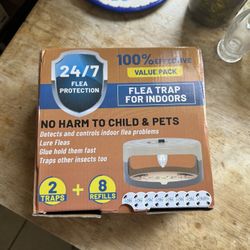 24/7
FLEA
PROTECTION
100% EFFECTIVE
VALUE PACK
FLEA TRAP
FOR INDOORS
NO HARM TO CHILD & PETS
Detects and controls indoor flea problems
Lure Fleas
Glue hold them fast
Traps other insects too
2
TRAPS
+
8
REFILLS